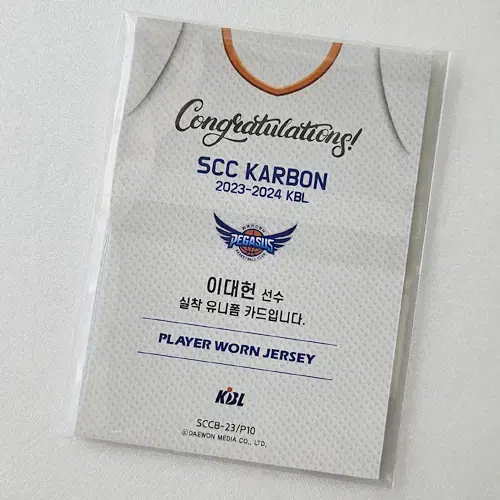 Congratulations!
SCC KARBON
2023-2024 KBL
PEGASUS
이대헌 선수
실착 유니폼 카드입니다.
PLAYER WORN JERSEY
KBL
SCCB-23/P10
ⓒDAEWON MEDIA CO., LTD.